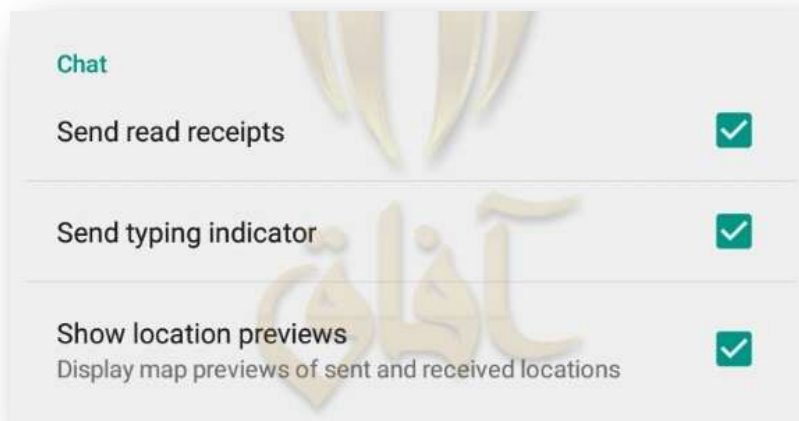 Chat
Send read receipts
Send typing indicator
Show location previews
Display map previews of sent and received locations
آفاق